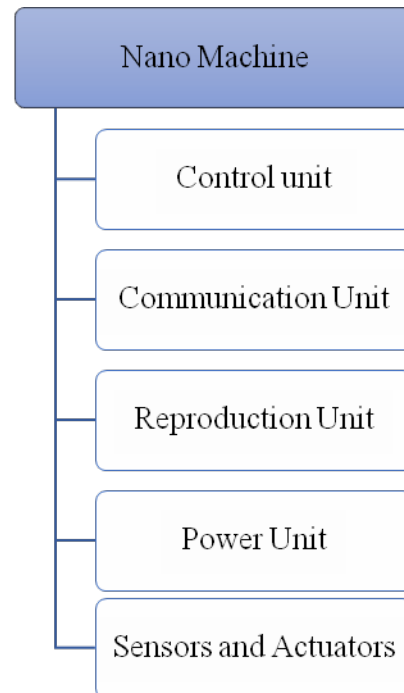 Nano Machine
Control unit
Communication Unit
Reproduction Unit
Power Unit
Sensors and Actuators